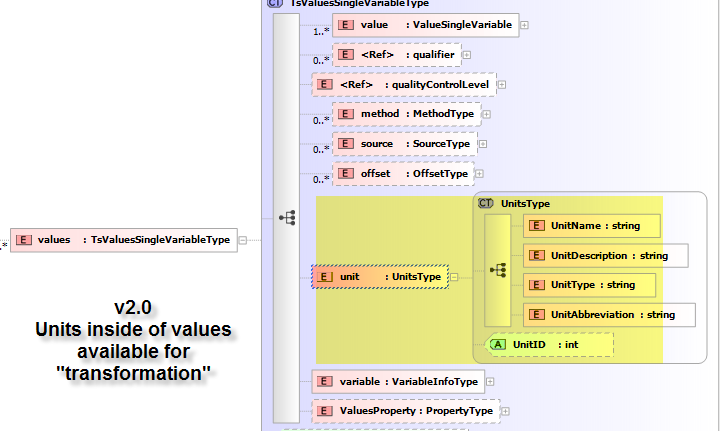 CT TsValuesSingleVariableType
E value : ValueSingleVariable
1..*
E <Ref> : qualifier
0..*
E <Ref> : qualityControlLevel
E method : MethodType
0..*
E source : SourceType
0..*
E offset : OffsetType
0..*
CT UnitsType
E UnitName : string
E values : TsValuesSingleVariableType
..*
E UnitDescription : string
E unit : UnitsType
E UnitType : string
E UnitAbbreviation : string
A UnitID : int
v2.0
Units inside of values
available for
"transformation"
E variable : VariableInfoType
E ValuesProperty : PropertyType